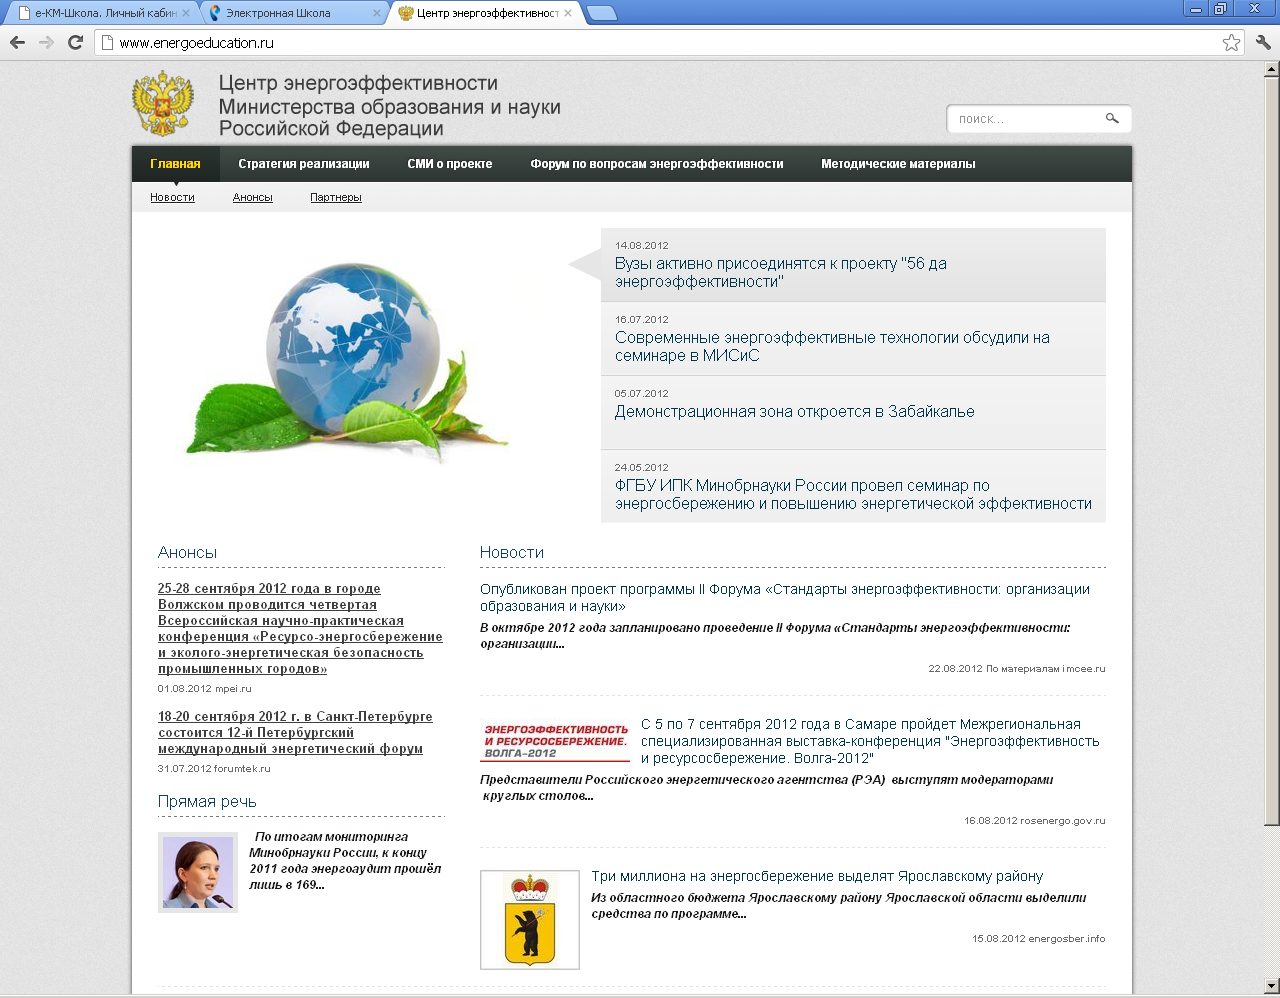 е-КМ-Школа. Личный кабин
Электронная Школа
Центр энергоэффективност
www.energoeducation.ru
Центр энергоэффективности
Министерства образования и науки
Российской Федерации
поиск...
Главная
Стратегия реализации
СМИ о проекте
Форум по вопросам энергоэффективности
Методические материалы
Новости
Анонсы
Партнеры
14.08.2012
Вузы активно присоединятся к проекту "56 да
энергоэффективности"
16.07.2012
Современные энергоэффективные технологии обсудили на
семинаре в МИСиС
05.07.2012
Демонстрационная зона откроется в Забайкалье
24.05.2012
ФГБУ ИПК Минобрнауки России провел семинар по
энергосбережению и повышению энергетической эффективности
Анонсы
25-28 сентября 2012 года в городе
Волжском проводится четвертая
Всероссийская научно-практическая
конференция «Ресурсо-энергосбережение
и эколого-энергетическая безопасность
промышленных городов»
01.08.2012 mpei.ru
18-20 сентября 2012 г. в Санкт-Петербурге
состоится 12-й Петербургский
международный энергетический форум
31.07.2012 forumtek.ru
Прямая речь
По итогам мониторинга
Минобрнауки России, к концу
2011 года энергоаудит прошёл
лишь в 169...
Новости
Опубликован проект программы II Форума «Стандарты энергоэффективности: организации
образования и науки»
В октябре 2012 года запланировано проведение II Форума «Стандарты энергоэффективности:
организации...
22.08.2012 По материалам imcee.ru
ЭНЕРГОЭФФЕКТИВНОСТЬ
И РЕСУРСОСБЕРЕЖЕНИЕ.
ВОЛГА–2012
С 5 по 7 сентября 2012 года в Самаре пройдет Межрегиональная
специализированная выставка-конференция "Энергоэффективность
и ресурсосбережение. Волга-2012"
Представители Российского энергетического агентства (РЭА) выступят модераторами
круглых столов...
16.08.2012 rosenergo.gov.ru
Три миллиона на энергосбережение выделят Ярославскому району
Из областного бюджета Ярославскому району Ярославской области выделили
средства по программе...
15.08.2012 energosber.info